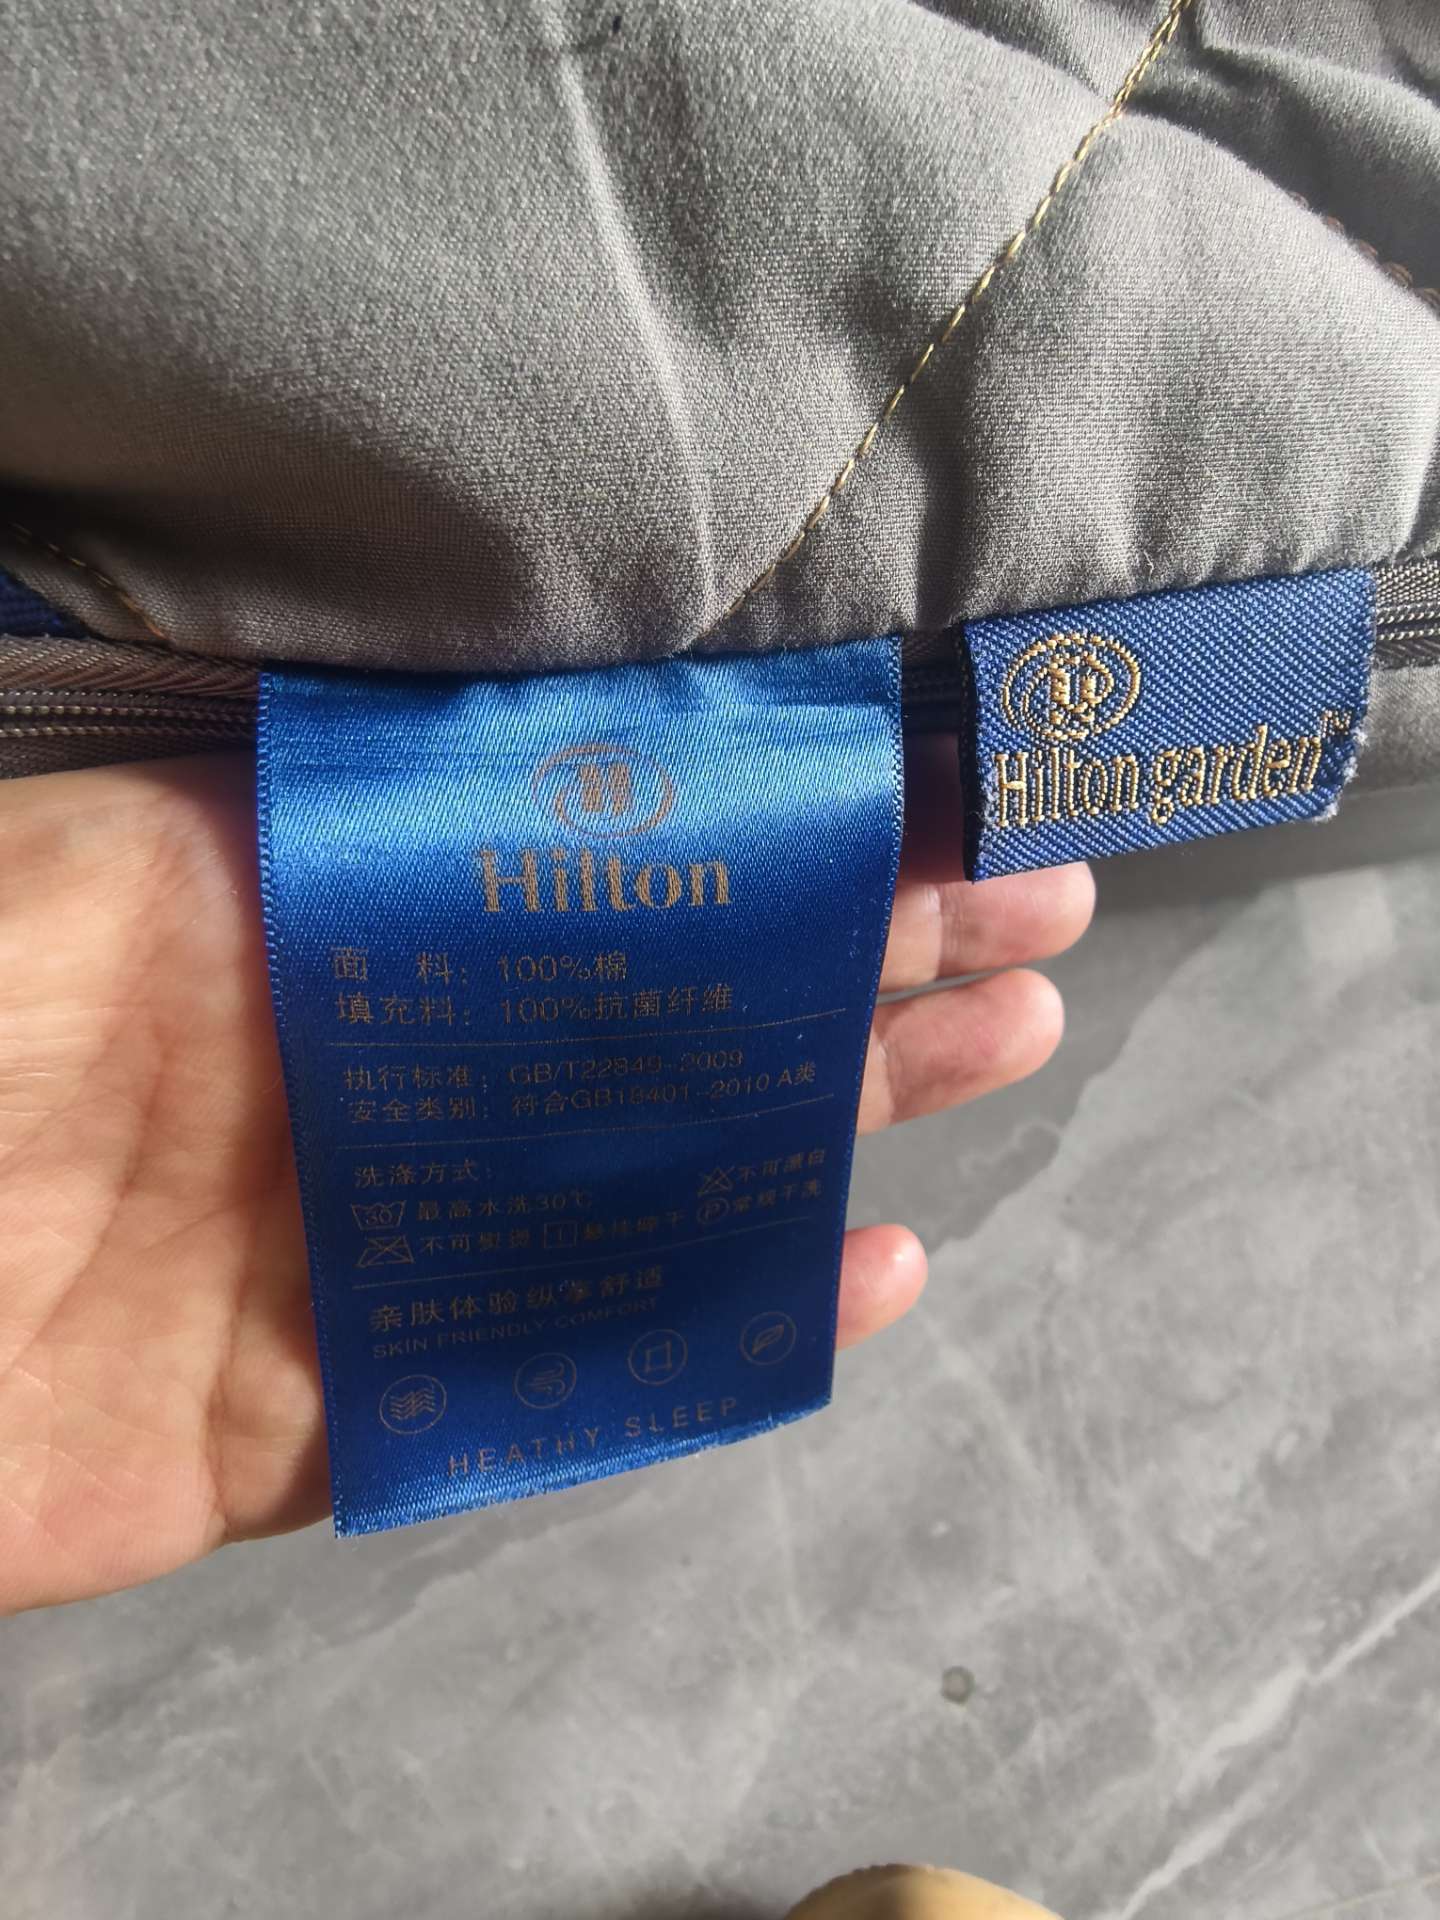 Hilton
面 料：100%棉
填充料：100%抗菌纤维
执行标准：GB/T22849-2009
安全类别：符合GB18401-2010 A类
洗涤方式：
30 最高水洗30℃ 不可漂白
不可熨烫 悬挂晾干 P 常规干洗
亲肤体验纵享舒适
SKIN FRIENDLY COMFORT
HEATHY SLEEP
Hilton garden™